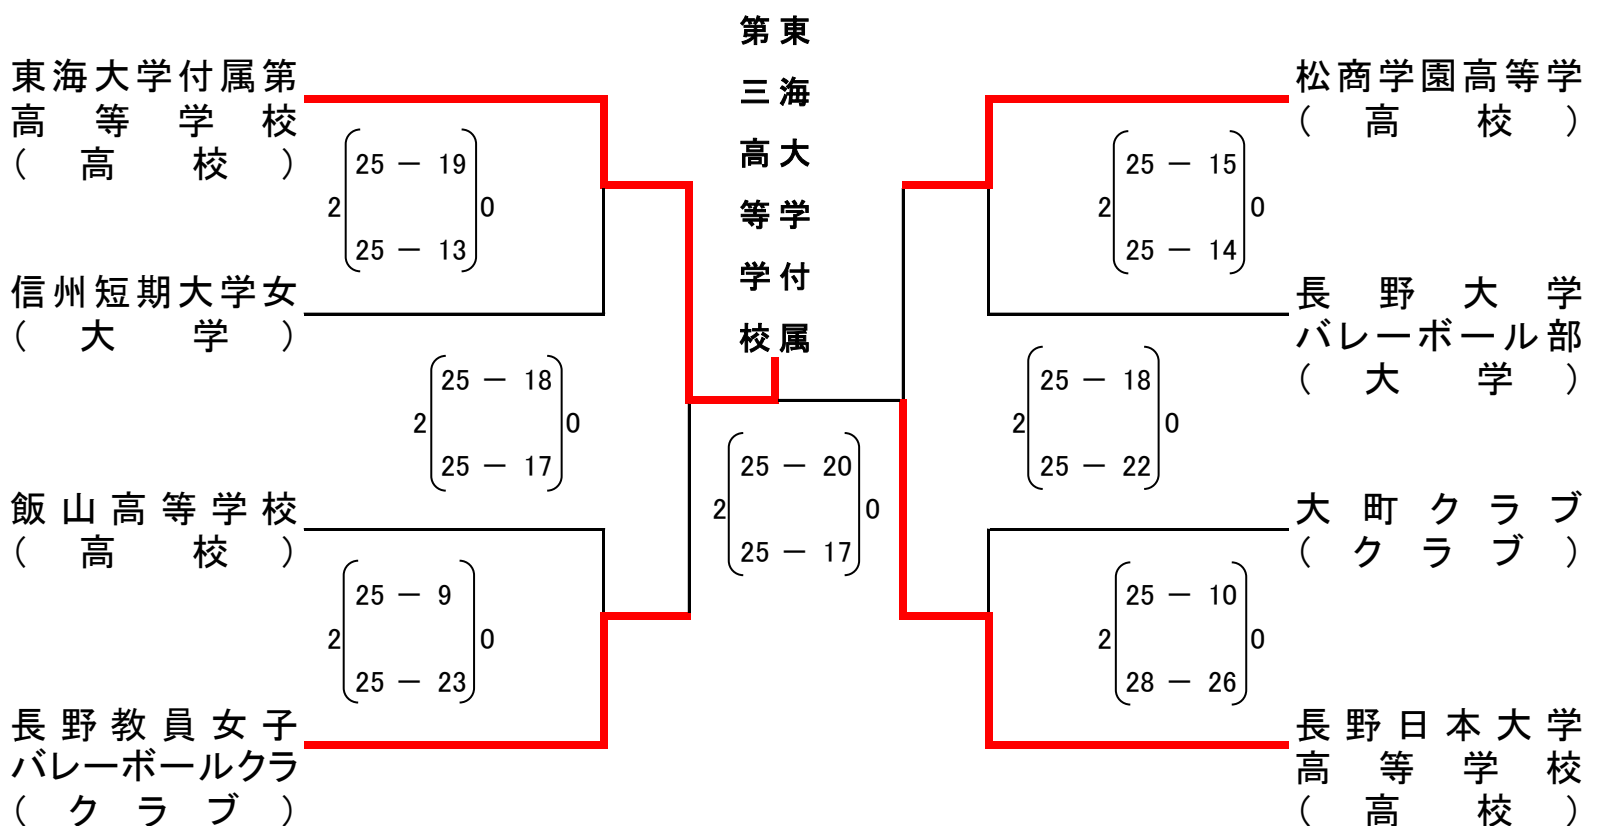 東海大学付属
第三高等学校
東海大学付属第
高等学校
(高校)
2 25 － 19 0
25 － 13
信州短期大学女
(大学)
2 25 － 18 0
25 － 17
飯山高等学校
(高校)
2 25 － 9 0
25 － 23
長野教員女子
バレーボールクラ
(クラブ)
2 25 － 20 0
25 － 17
松商学園高等学
(高校)
2 25 － 15 0
25 － 14
長野大学
バレーボール部
(大学)
2 25 － 18 0
25 － 22
大町クラブ
(クラブ)
2 25 － 10 0
28 － 26
長野日本大学
高等学校
(高校)